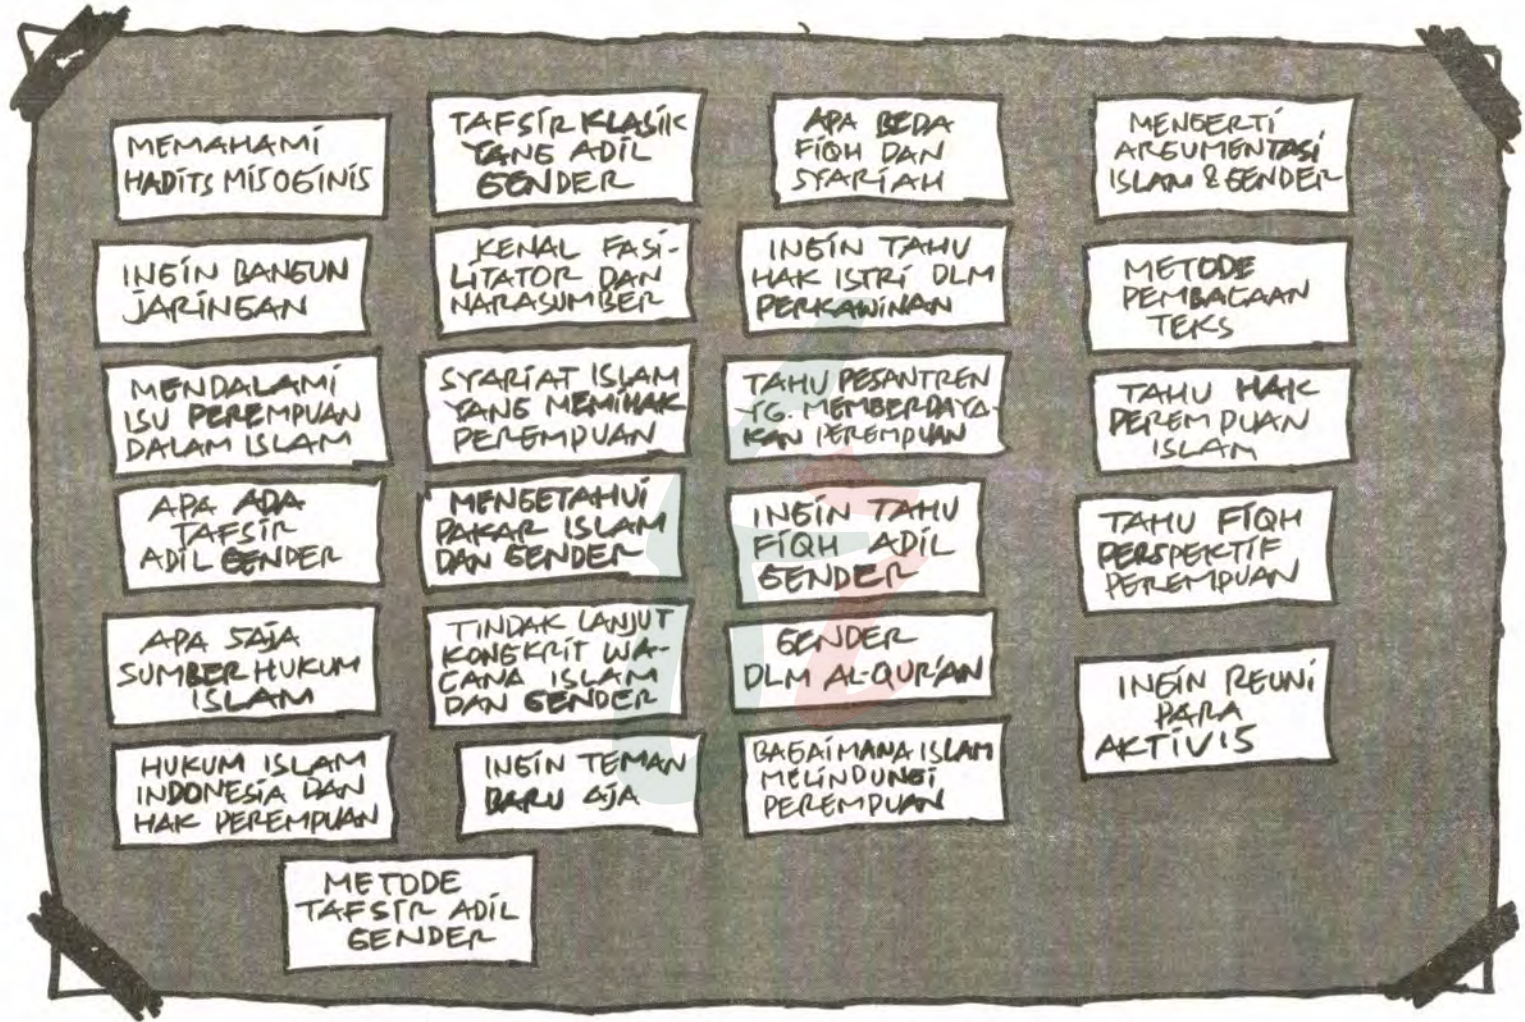 MEMAHAMI
HADITS MISOGINIS
INGIN BANGUN
JARINGAN
MENDALAMI
ISU PEREMPUAN
DALAM ISLAM
APA ADA
TAFSIR
ADIL GENDER
APA SAJA
SUMBER HUKUM
ISLAM
HUKUM ISLAM
INDONESIA DAN
HAK PEREMPUAN
METODE
TAFSIR ADIL
GENDER
TAFSIR KLASIK
YANG ADIL
GENDER
KENAL FASI-
LITATOR DAN
NARASUMBER
SYARIAT ISLAM
YANG MEMIHAK
PEREMPUAN
MENGETAHUI
PAKAR ISLAM
DAN GENDER
TINDAK LANJUT
KONGKRIT WA-
CANA ISLAM
DAN GENDER
INGIN TEMAN
BARU AJA
APA BEDA
FIQH DAN
SYARIAH
INGIN TAHU
HAK ISTRI DLM
PERKAWINAN
TAHU PESANTREN
YG. MEMBERDAYA-
KAN PEREMPUAN
INGIN TAHU
FIQH ADIL
GENDER
GENDER
DLM AL-QUR'AN
BAGAIMANA ISLAM
MELINDUNGI
PEREMPUAN
MENGERTI
ARGUMENTASI
ISLAM & GENDER
METODE
PEMBACAAN
TEKS
TAHU HAK
PEREMPUAN
ISLAM
TAHU FIQH
PERSPEKTIF
PEREMPUAN
INGIN REUNI
PARA
AKTIVIS